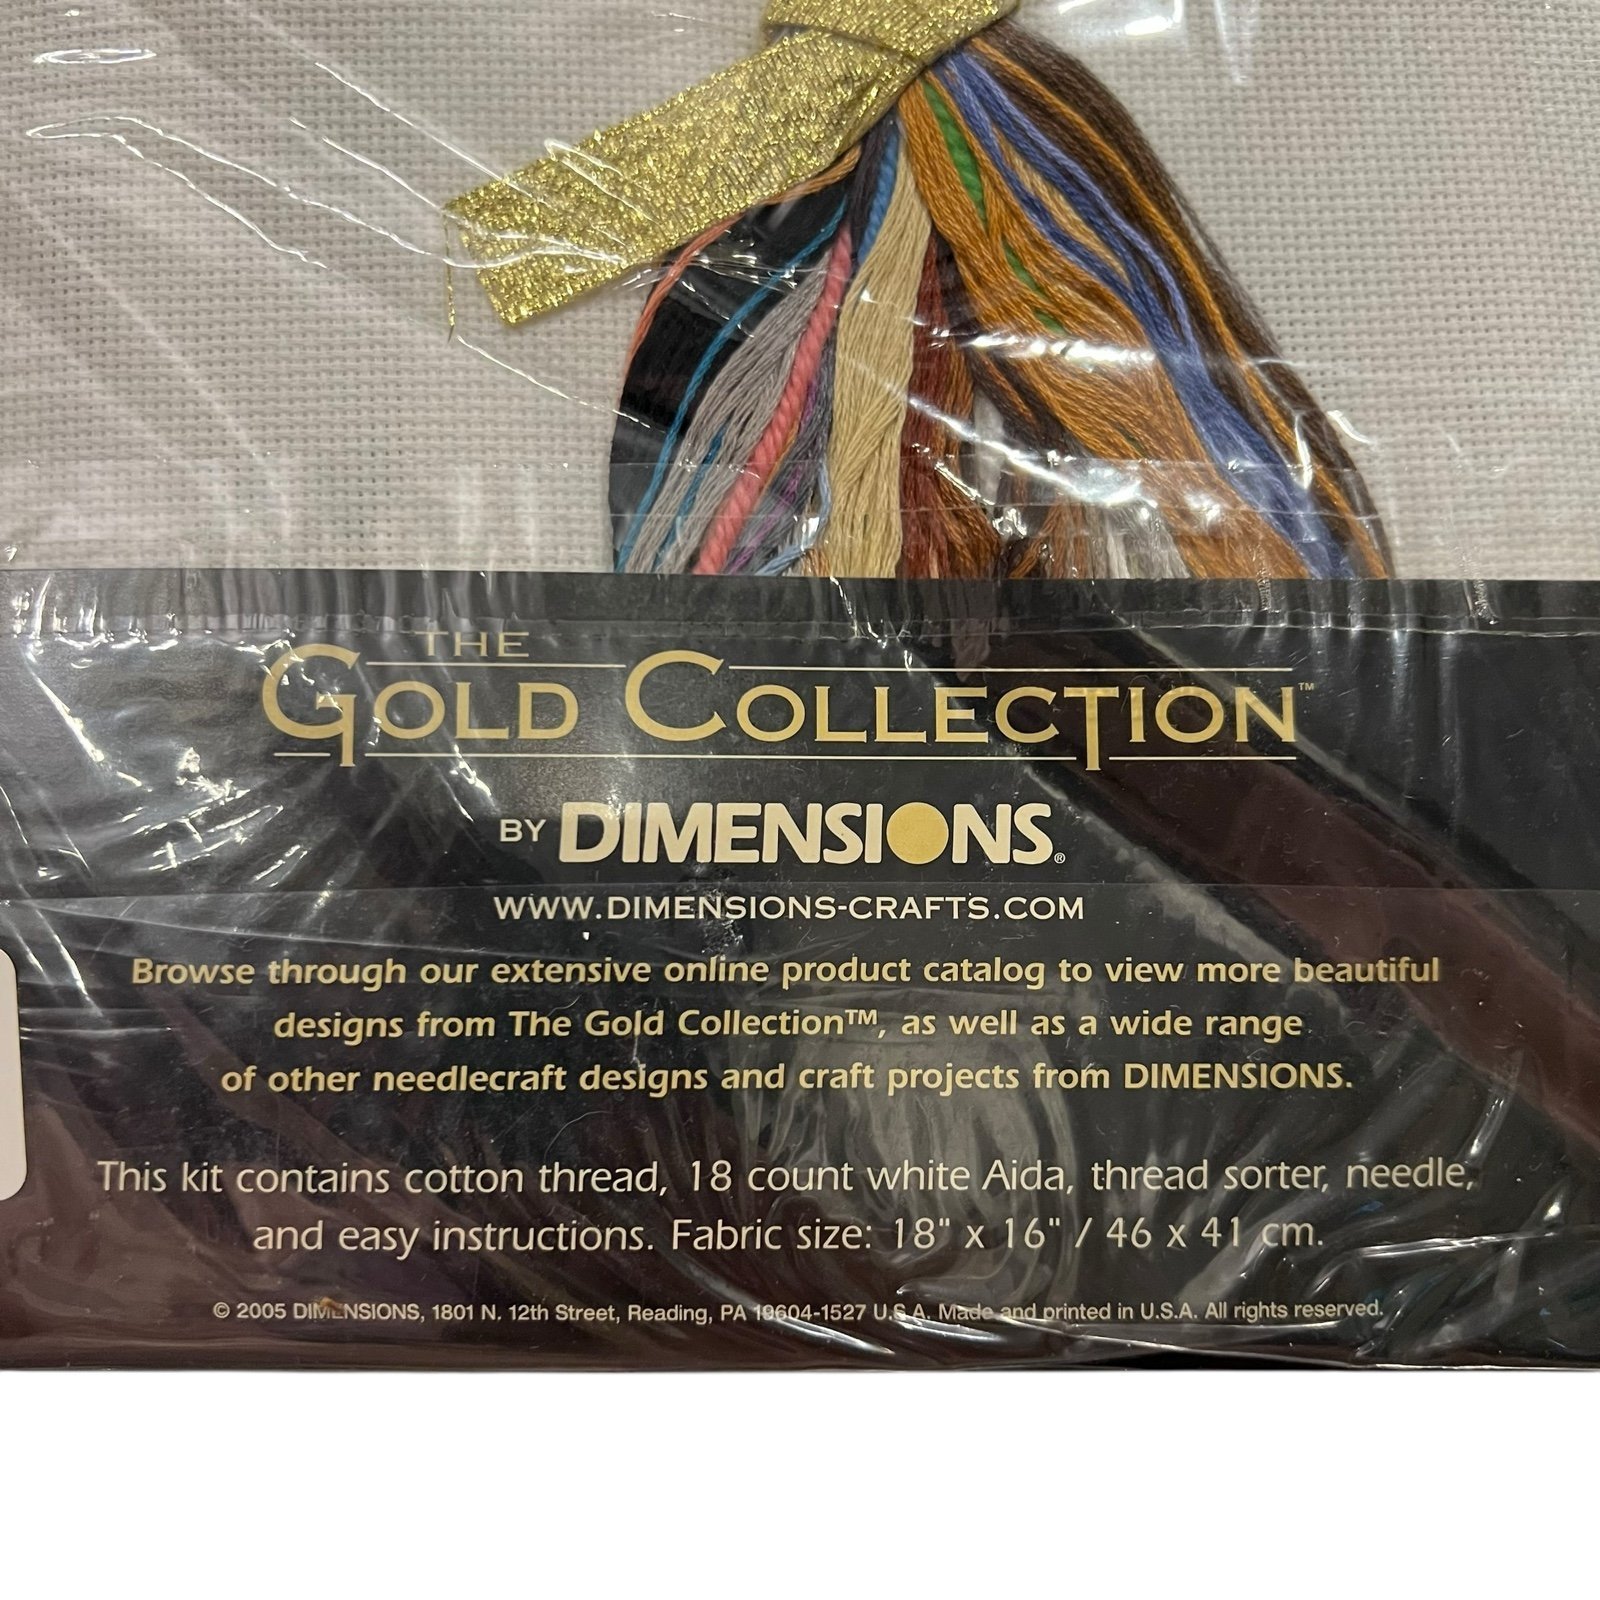 THE
GOLD COLLECTION™
BY DIMENSIONS®
WWW.DIMENSIONS-CRAFTS.COM
Browse through our extensive online product catalog to view more beautiful
designs from The Gold Collection™, as well as a wide range
of other needlecraft designs and craft projects from DIMENSIONS.
This kit contains cotton thread, 18 count white Aida, thread sorter, needle,
and easy instructions. Fabric size: 18" x 16" / 46 x 41 cm.
© 2005 DIMENSIONS, 1801 N. 12th Street, Reading, PA 19604-1527 U.S.A. Made and printed in U.S.A. All rights reserved.